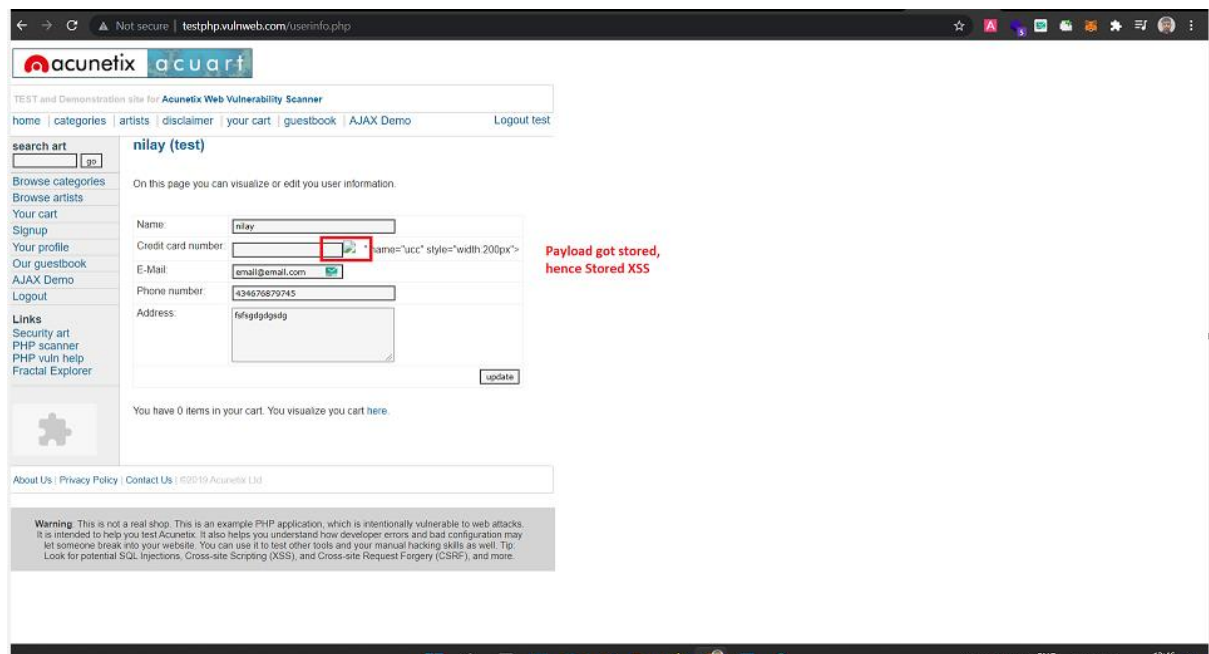 Not secure | testphp.vulnweb.com/userinfo.php
acunetix acuart
TEST and Demonstration site for Acunetix Web Vulnerability Scanner
home | categories | artists | disclaimer | your cart | guestbook | AJAX Demo
Logout test
search art
go
Browse categories
Browse artists
Your cart
Signup
Your profile
Our guestbook
AJAX Demo
Logout
Links
Security art
PHP scanner
PHP vuln help
Fractal Explorer
nilay (test)
On this page you can visualize or edit you user information.
Name: nilay
Credit card number: " name="ucc" style="width:200px">
E-Mail: email@email.com
Phone number: 434676879745
Address: fsfsgdgdgsdg
update
Payload got stored,
hence Stored XSS
You have 0 items in your cart. You visualize you cart here.
About Us | Privacy Policy | Contact Us | ©2019 Acunetix Ltd
Warning: This is not a real shop. This is an example PHP application, which is intentionally vulnerable to web attacks.
It is intended to help you test Acunetix. It also helps you understand how developer errors and bad configuration may
let someone break into your website. You can use it to test other tools and your manual hacking skills as well. Tip:
Look for potential SQL Injections, Cross-site Scripting (XSS), and Cross-site Request Forgery (CSRF), and more.